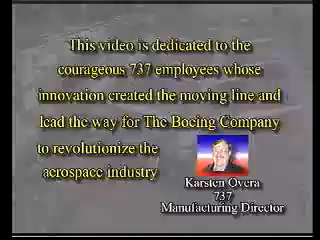 This video is dedicated to the
courageous 737 employees whose
innovation created the moving line and
lead the way for The Boeing Company
to revolutionize the
aerospace industry
Karsten Overa
737
Manufacturing Director